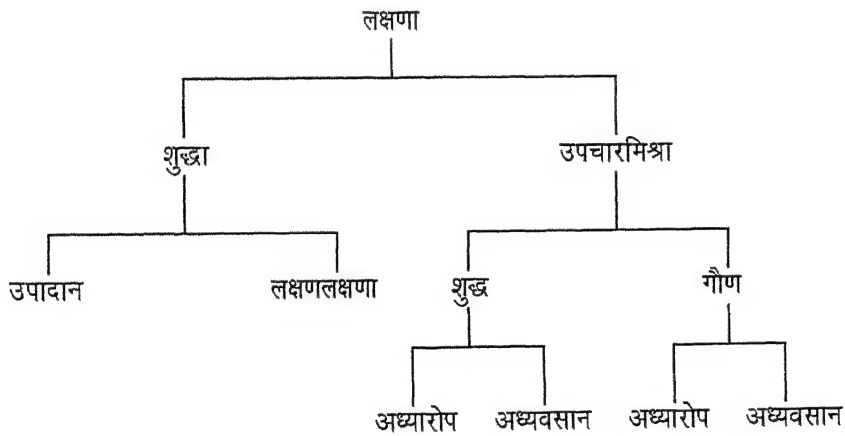 लक्षणा
शुद्धा उपचारमिश्रा
उपादान लक्षणलक्षणा शुद्ध गौण
अध्यारोप अध्यवसान अध्यारोप अध्यवसान